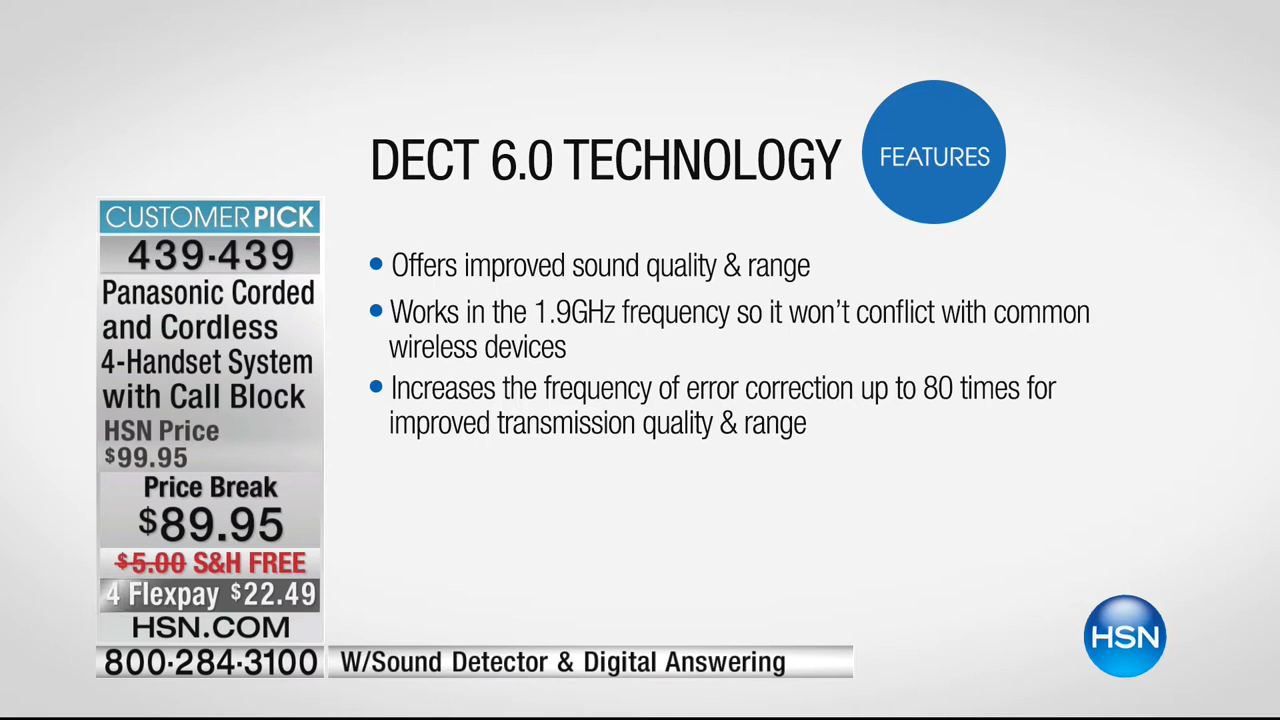 DECT 6.0 TECHNOLOGY
FEATURES
• Offers improved sound quality & range
• Works in the 1.9GHz frequency so it won't conflict with common
wireless devices
• Increases the frequency of error correction up to 80 times for
improved transmission quality & range
CUSTOMER PICK
439-439
Panasonic Corded
and Cordless
4-Handset System
with Call Block
HSN Price
$99.95
Price Break
$89.95
$5.00 S&H FREE
4 Flexpay $22.49
HSN.COM
800-284-3100
W/Sound Detector & Digital Answering
HSN